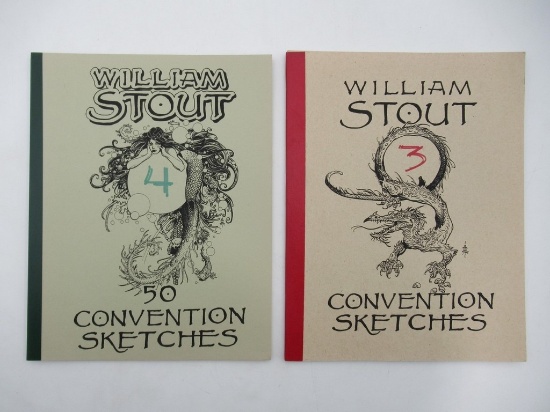 WILLIAM
STOUT
4
50
CONVENTION
SKETCHES
WILLIAM
STOUT
3
CONVENTION
SKETCHES